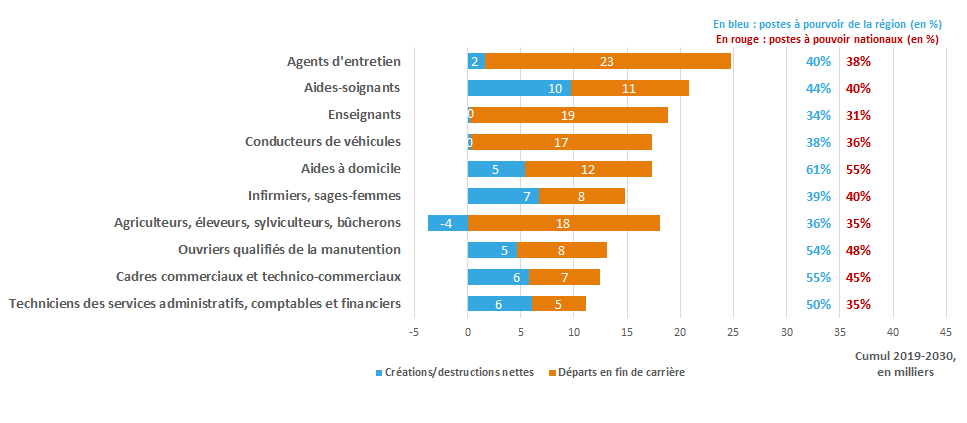 En bleu : postes à pourvoir de la région (en %)
En rouge : postes à pouvoir nationaux (en %)
Agents d'entretien 2 23 40% 38%
Aides-soignants 10 11 44% 40%
Enseignants 0 19 34% 31%
Conducteurs de véhicules 0 17 38% 36%
Aides à domicile 5 12 61% 55%
Infirmiers, sages-femmes 7 8 39% 40%
Agriculteurs, éleveurs, sylviculteurs, bûcherons -4 18 36% 35%
Ouvriers qualifiés de la manutention 5 8 54% 48%
Cadres commerciaux et technico-commerciaux 6 7 55% 45%
Techniciens des services administratifs, comptables et financiers 6 5 50% 35%
-5 0 5 10 15 20 25 30 35 40 45
Cumul 2019-2030,
en milliers
Créations/destructions nettes Départs en fin de carrière